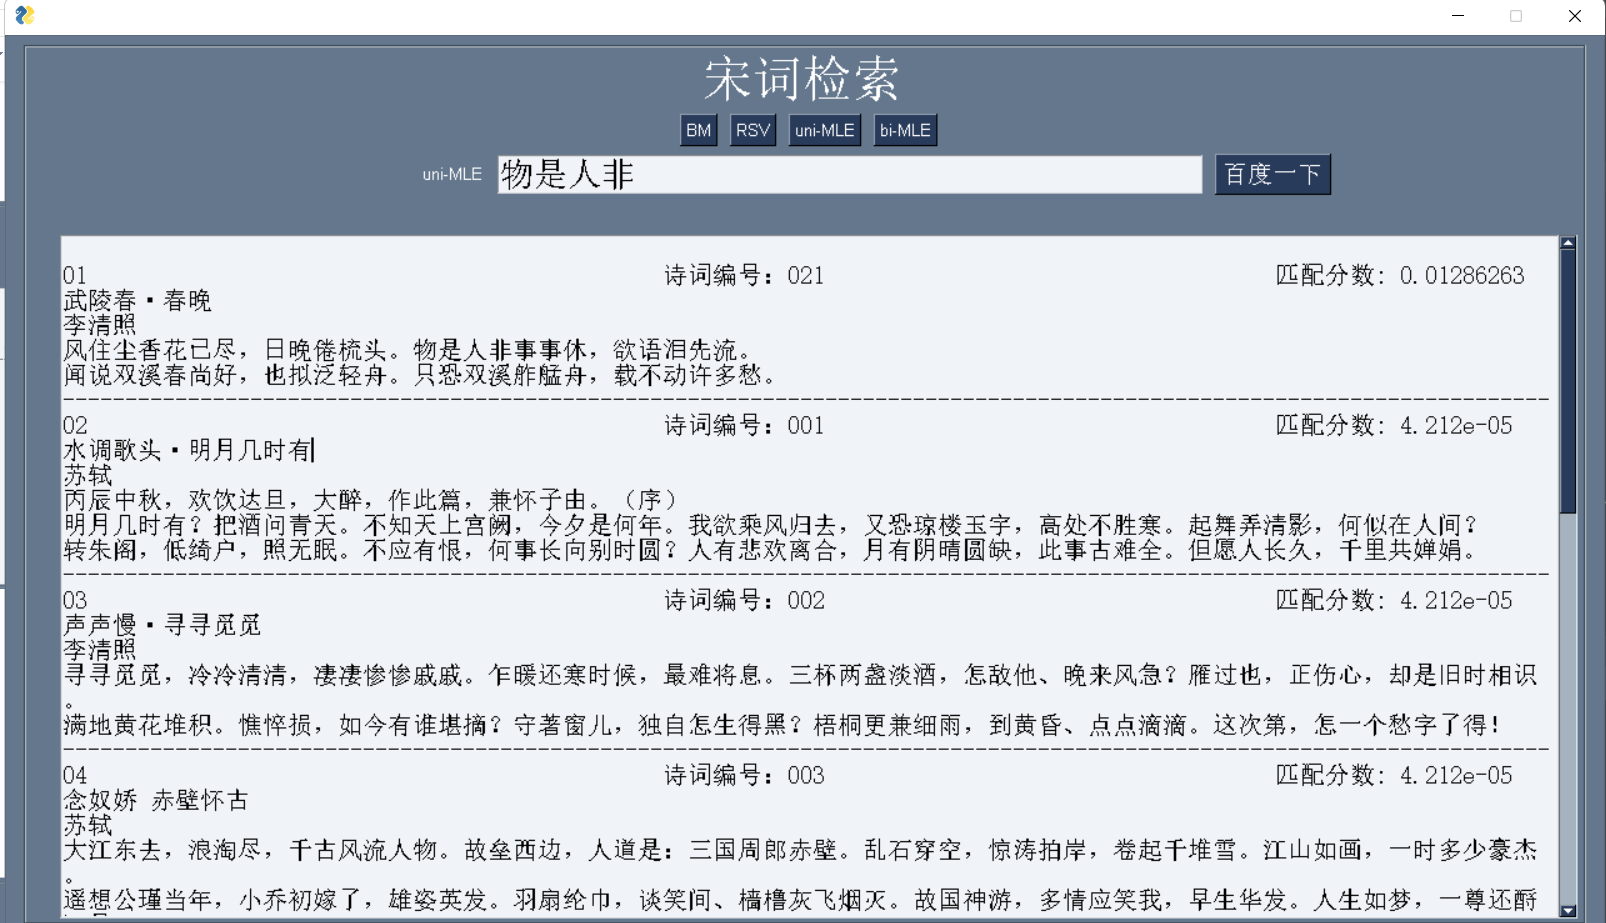 宋词检索
BM RSV uni-MLE bi-MLE
uni-MLE 物是人非 百度一下
01 诗词编号：021 匹配分数: 0.01286263
武陵春·春晚
李清照
风住尘香花已尽，日晚倦梳头。物是人非事事休，欲语泪先流。
闻说双溪春尚好，也拟泛轻舟。只恐双溪舴艋舟，载不动许多愁。
02 诗词编号：001 匹配分数: 4.212e-05
水调歌头·明月几时有
苏轼
丙辰中秋，欢饮达旦，大醉，作此篇，兼怀子由。（序）
明月几时有？把酒问青天。不知天上宫阙，今夕是何年。我欲乘风归去，又恐琼楼玉宇，高处不胜寒。起舞弄清影，何似在人间？
转朱阁，低绮户，照无眠。不应有恨，何事长向别时圆？人有悲欢离合，月有阴晴圆缺，此事古难全。但愿人长久，千里共婵娟。
03 诗词编号：002 匹配分数: 4.212e-05
声声慢·寻寻觅觅
李清照
寻寻觅觅，冷冷清清，凄凄惨惨戚戚。乍暖还寒时候，最难将息。三杯两盏淡酒，怎敌他、晚来风急？雁过也，正伤心，却是旧时相识
。
满地黄花堆积。憔悴损，如今有谁堪摘？守著窗儿，独自怎生得黑？梧桐更兼细雨，到黄昏、点点滴滴。这次第，怎一个愁字了得！
04 诗词编号：003 匹配分数: 4.212e-05
念奴娇 赤壁怀古
苏轼
大江东去，浪淘尽，千古风流人物。故垒西边，人道是：三国周郎赤壁。乱石穿空，惊涛拍岸，卷起千堆雪。江山如画，一时多少豪杰
。
遥想公瑾当年，小乔初嫁了，雄姿英发。羽扇纶巾，谈笑间、樯橹灰飞烟灭。故国神游，多情应笑我，早生华发。人生如梦，一尊还酹